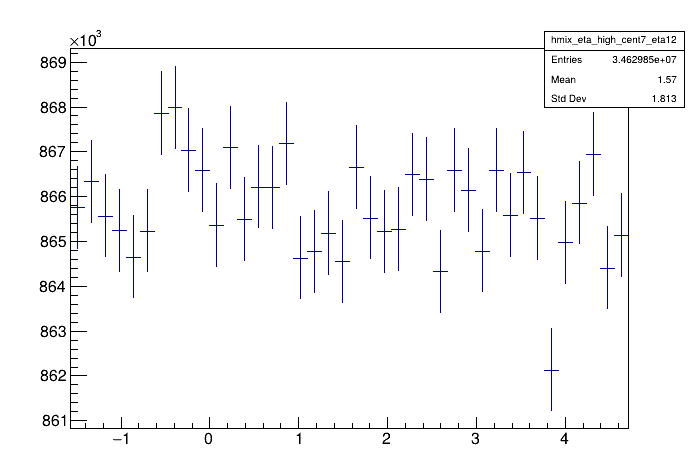 ×10³
hmix_eta_high_cent7_eta12
Entries 3.462985e+07
Mean 1.57
Std Dev 1.813
869
868
867
866
865
864
863
862
861
−1 0 1 2 3 4